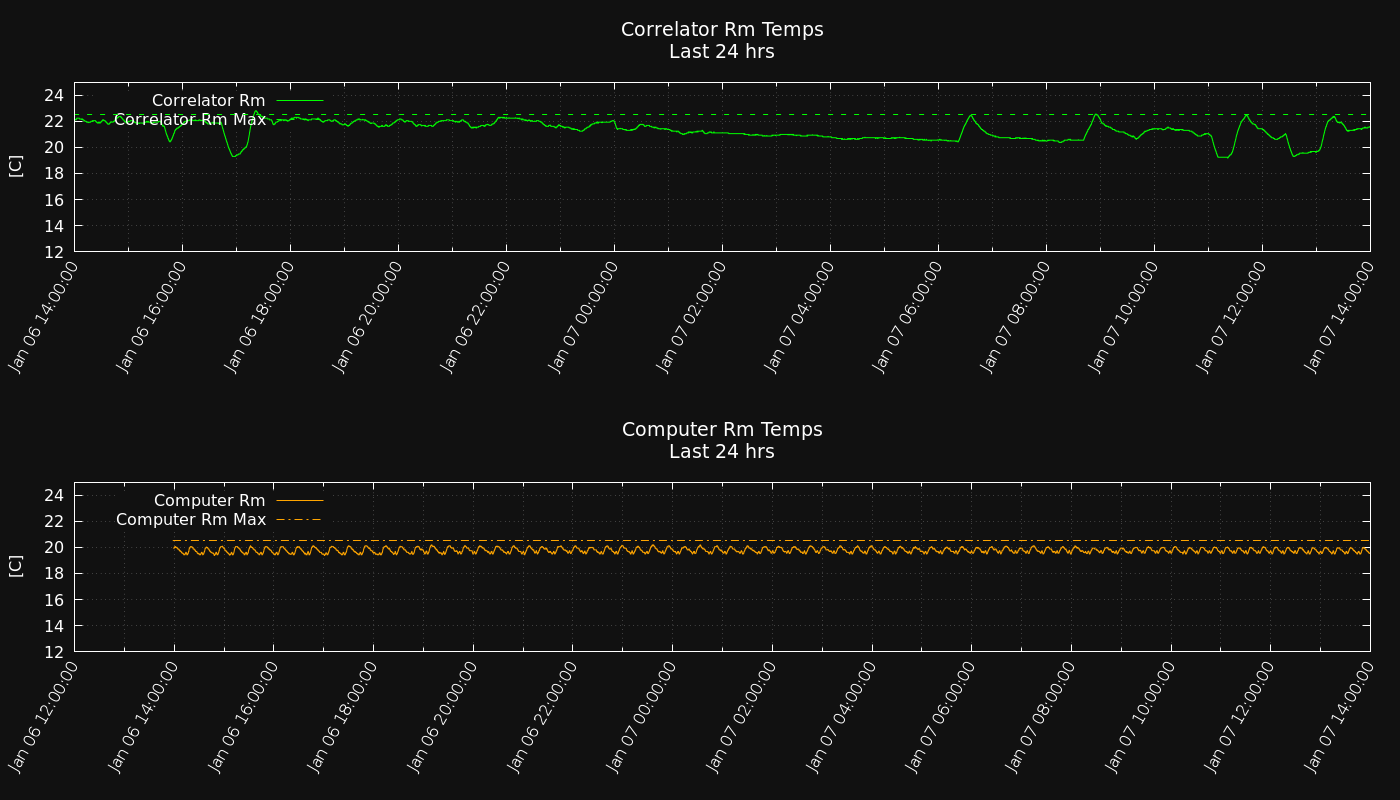 Correlator Rm Temps
Last 24 hrs
Correlator Rm
Correlator Rm Max
[C]
24
22
20
18
16
14
12
Jan 06 14:00:00
Jan 06 16:00:00
Jan 06 18:00:00
Jan 06 20:00:00
Jan 06 22:00:00
Jan 07 00:00:00
Jan 07 02:00:00
Jan 07 04:00:00
Jan 07 06:00:00
Jan 07 08:00:00
Jan 07 10:00:00
Jan 07 12:00:00
Jan 07 14:00:00
Computer Rm Temps
Last 24 hrs
Computer Rm
Computer Rm Max
[C]
24
22
20
18
16
14
12
Jan 06 12:00:00
Jan 06 14:00:00
Jan 06 16:00:00
Jan 06 18:00:00
Jan 06 20:00:00
Jan 06 22:00:00
Jan 07 00:00:00
Jan 07 02:00:00
Jan 07 04:00:00
Jan 07 06:00:00
Jan 07 08:00:00
Jan 07 10:00:00
Jan 07 12:00:00
Jan 07 14:00:00